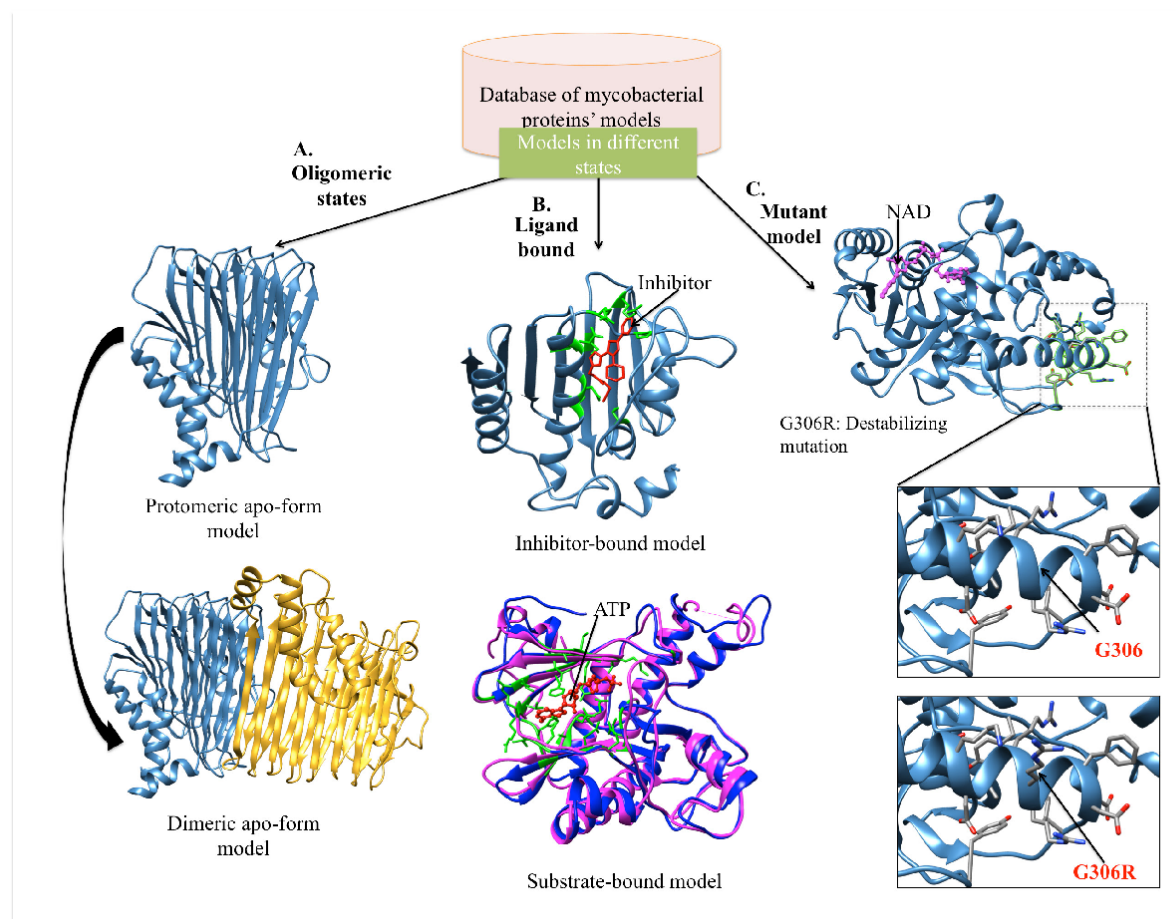 Database of mycobacterial
proteins’ models
Models in different
states
A.
Oligomeric
states
B.
Ligand
bound
C.
Mutant
model
NAD
Inhibitor
G306R: Destabilizing
mutation
Protomeric apo-form
model
Inhibitor-bound model
ATP
G306
Dimeric apo-form
model
Substrate-bound model
G306R